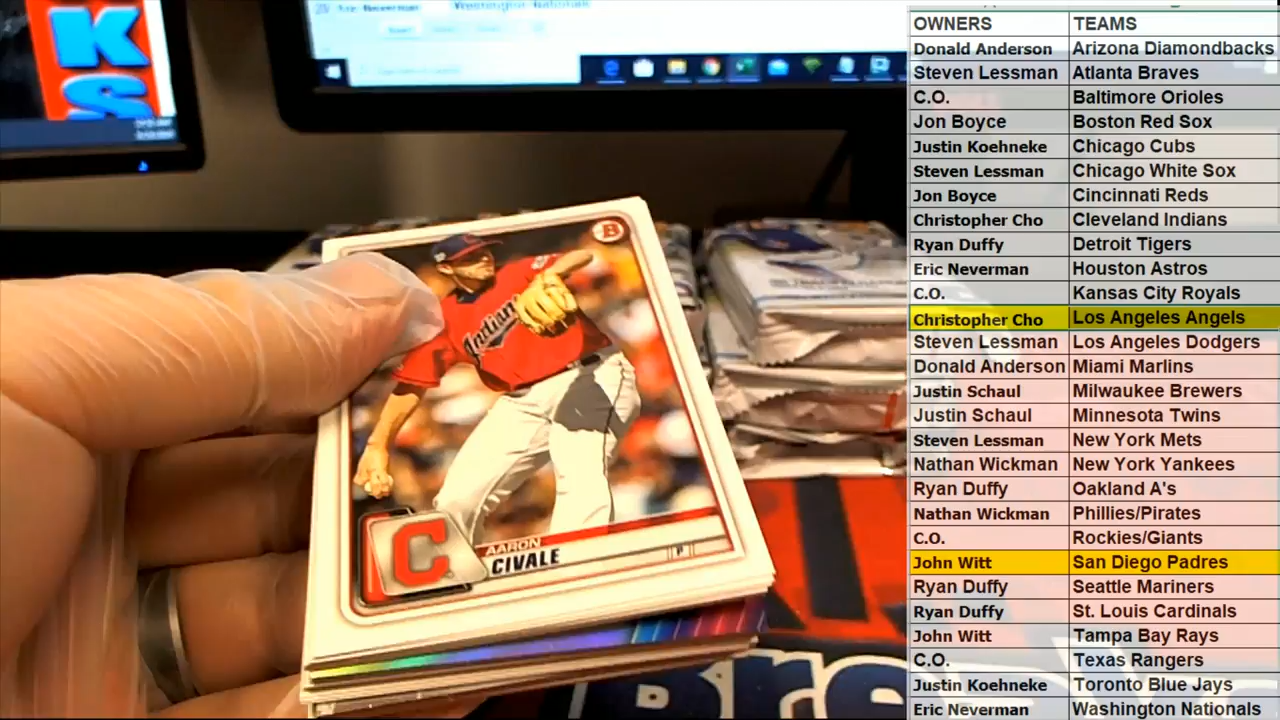 KS
Washington Nationals
OWNERS TEAMS
Donald Anderson Arizona Diamondbacks
Steven Lessman Atlanta Braves
C.O. Baltimore Orioles
Jon Boyce Boston Red Sox
Justin Koehneke Chicago Cubs
Steven Lessman Chicago White Sox
Jon Boyce Cincinnati Reds
Christopher Cho Cleveland Indians
Ryan Duffy Detroit Tigers
Eric Neverman Houston Astros
C.O. Kansas City Royals
Christopher Cho Los Angeles Angels
Steven Lessman Los Angeles Dodgers
Donald Anderson Miami Marlins
Justin Schaul Milwaukee Brewers
Justin Schaul Minnesota Twins
Steven Lessman New York Mets
Nathan Wickman New York Yankees
Ryan Duffy Oakland A's
Nathan Wickman Phillies/Pirates
C.O. Rockies/Giants
John Witt San Diego Padres
Ryan Duffy Seattle Mariners
Ryan Duffy St. Louis Cardinals
John Witt Tampa Bay Rays
C.O. Texas Rangers
Justin Koehneke Toronto Blue Jays
Eric Neverman Washington Nationals
B
Indians
C
AARON
CIVALE
P
Bre